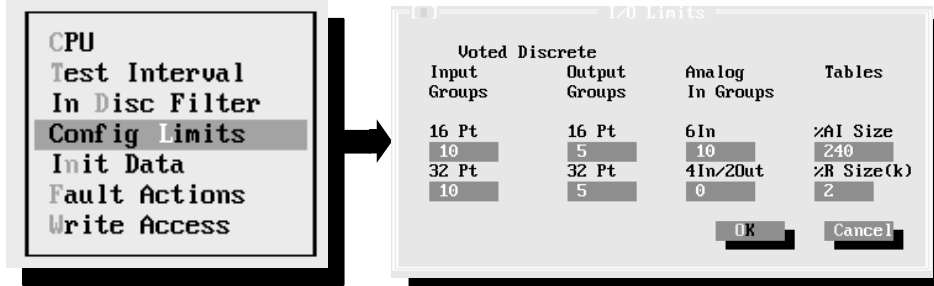 CPU
Test Interval
In Disc Filter
Config Limits
Init Data
Fault Actions
Write Access
I/O Limits
Voted Discrete
Input Output Analog Tables
Groups Groups In Groups
16 Pt 16 Pt 6In %AI Size
10 5 10 240
32 Pt 32 Pt 4In/2Out %R Size(k)
10 5 0 2
OK Cancel